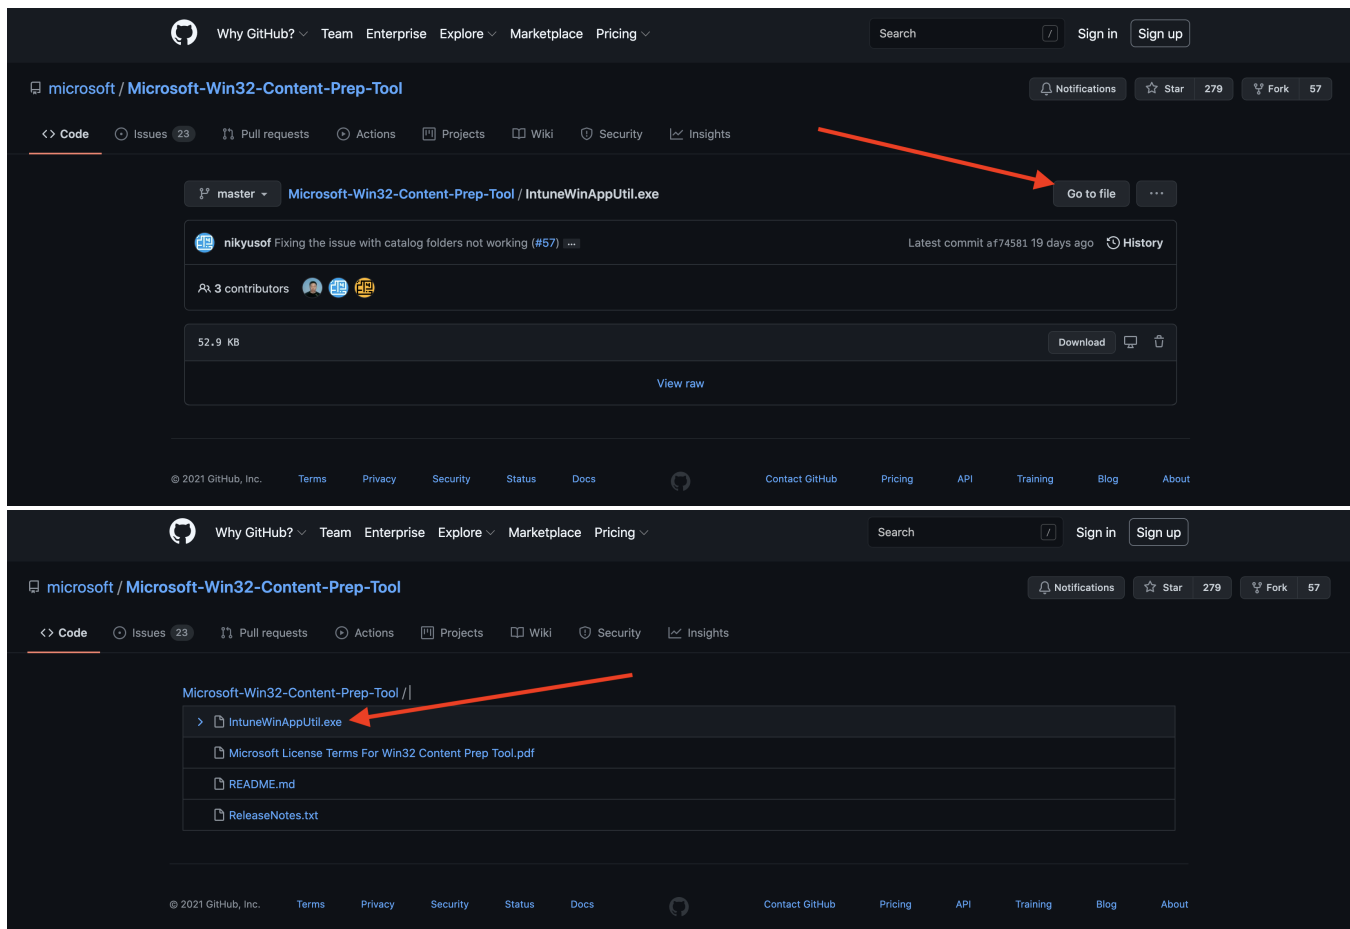 Why GitHub? Team Enterprise Explore Marketplace Pricing Search / Sign in Sign up
microsoft / Microsoft-Win32-Content-Prep-Tool Notifications Star 279 Fork 57
<> Code Issues 23 Pull requests Actions Projects Wiki Security Insights
master Microsoft-Win32-Content-Prep-Tool / IntuneWinAppUtil.exe Go to file ...
nikyusof Fixing the issue with catalog folders not working (#57) ... Latest commit af74581 19 days ago History
3 contributors
52.9 KB Download
View raw
© 2021 GitHub, Inc. Terms Privacy Security Status Docs Contact GitHub Pricing API Training Blog About
Why GitHub? Team Enterprise Explore Marketplace Pricing Search / Sign in Sign up
microsoft / Microsoft-Win32-Content-Prep-Tool Notifications Star 279 Fork 57
<> Code Issues 23 Pull requests Actions Projects Wiki Security Insights
Microsoft-Win32-Content-Prep-Tool /
IntuneWinAppUtil.exe
Microsoft License Terms For Win32 Content Prep Tool.pdf
README.md
ReleaseNotes.txt
© 2021 GitHub, Inc. Terms Privacy Security Status Docs Contact GitHub Pricing API Training Blog About